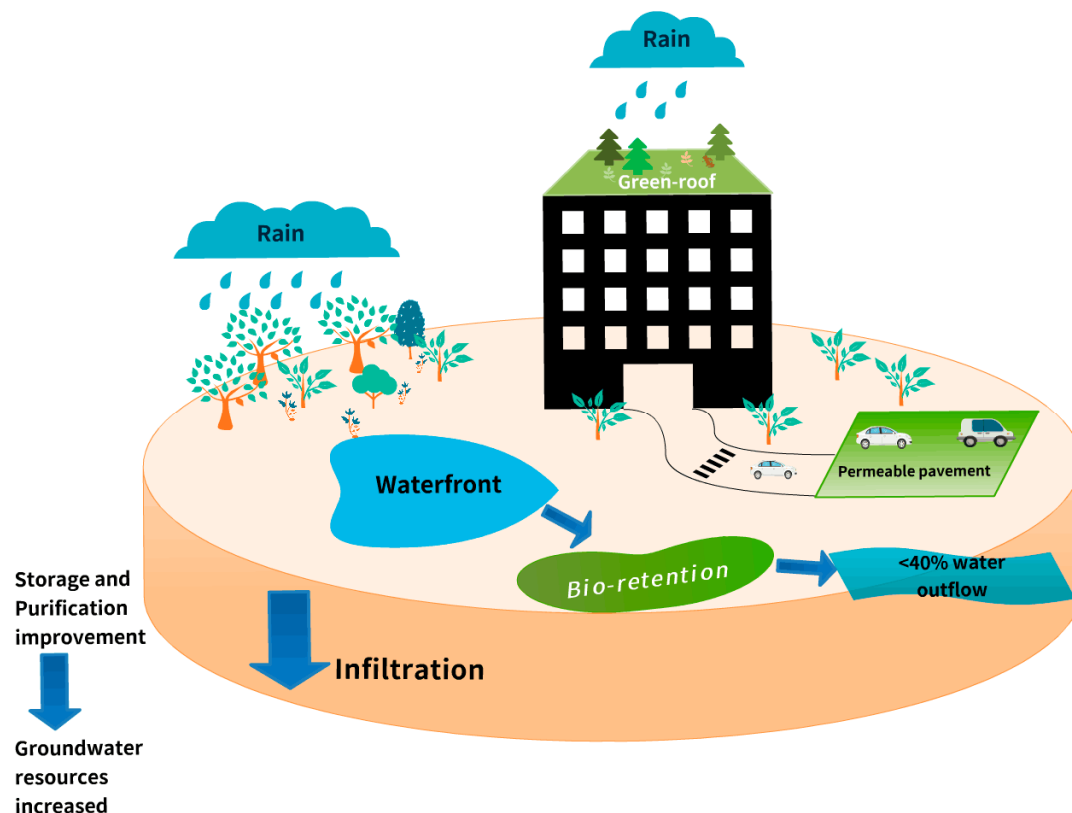 Rain
Green-roof
Rain
Permeable pavement
Waterfront
Bio-retention
<40% water
outflow
Storage and
Purification
improvement
Infiltration
Groundwater
resources
increased